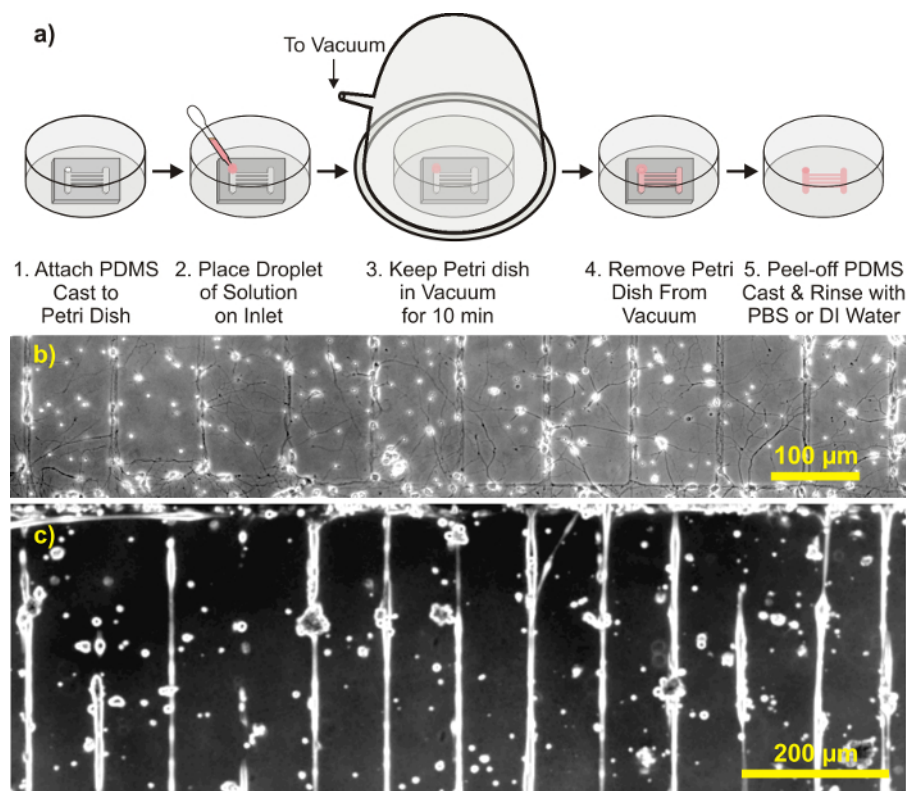 a)
To Vacuum
1. Attach PDMS
Cast to
Petri Dish
2. Place Droplet
of Solution
on Inlet
3. Keep Petri dish
in Vacuum
for 10 min
4. Remove Petri
Dish From
Vacuum
5. Peel-off PDMS
Cast & Rinse with
PBS or DI Water
b)
100 µm
c)
200 µm